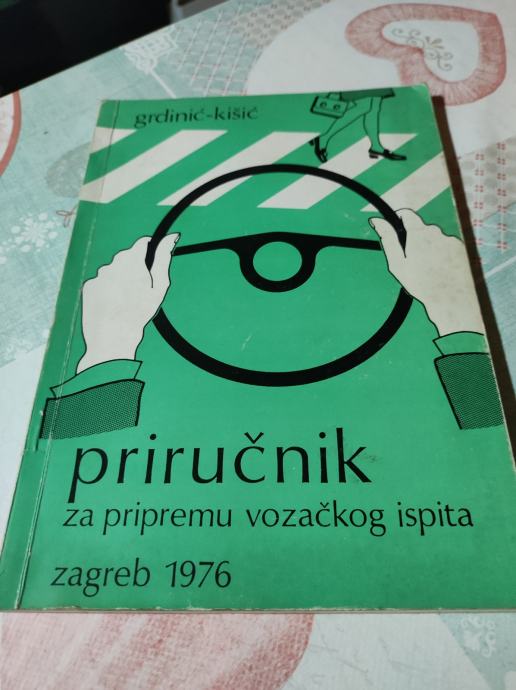 grdinić-kišić
priručnik
za pripremu vozačkog ispita
zagreb 1976